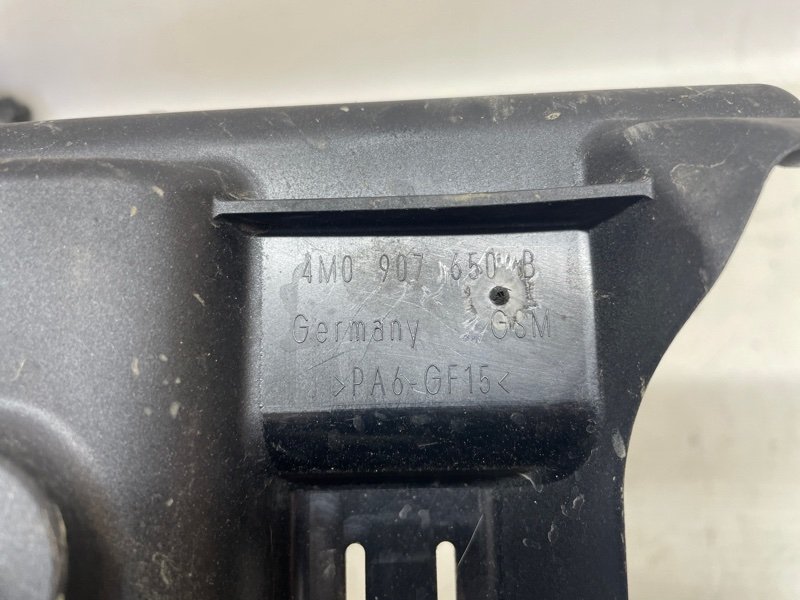 4M0 907 650 B
Germany GSM
>PA6-GF15<